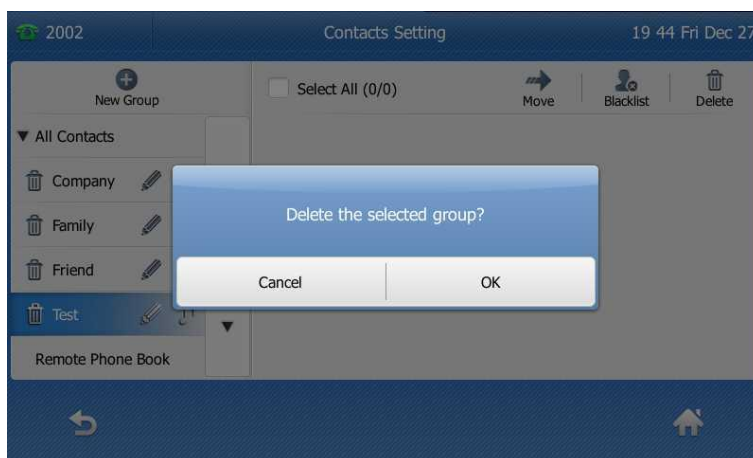 2002 Contacts Setting 19 44 Fri Dec 27
New Group
Select All (0/0) Move Blacklist Delete
All Contacts
Company
Family
Friend
Test
Remote Phone Book
Delete the selected group?
Cancel OK